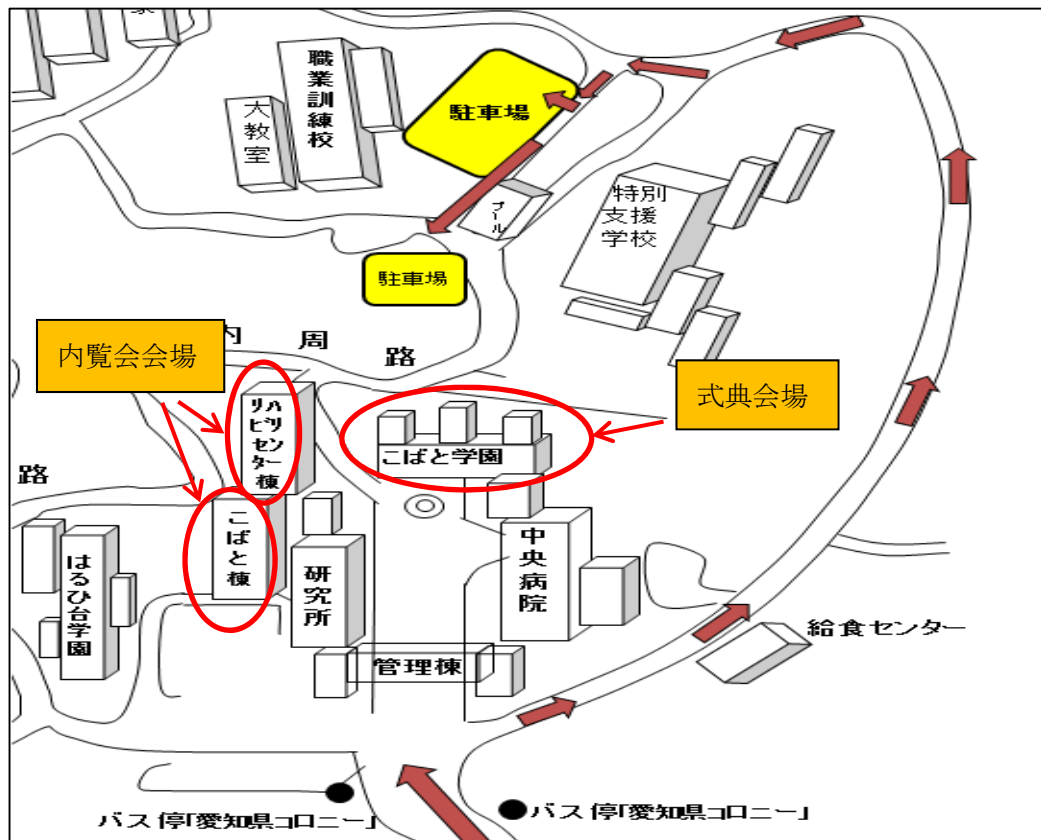 職業訓練校
大教室
駐車場
プール
特別
支援
学校
駐車場
内周路
内覧会会場
式典会場
リハビリセンター棟
こばと学園
路
こばと棟
はるひ台学園
研究所
中央病院
管理棟
給食センター
バス停「愛知県コロニー」
バス停「愛知県コロニー」